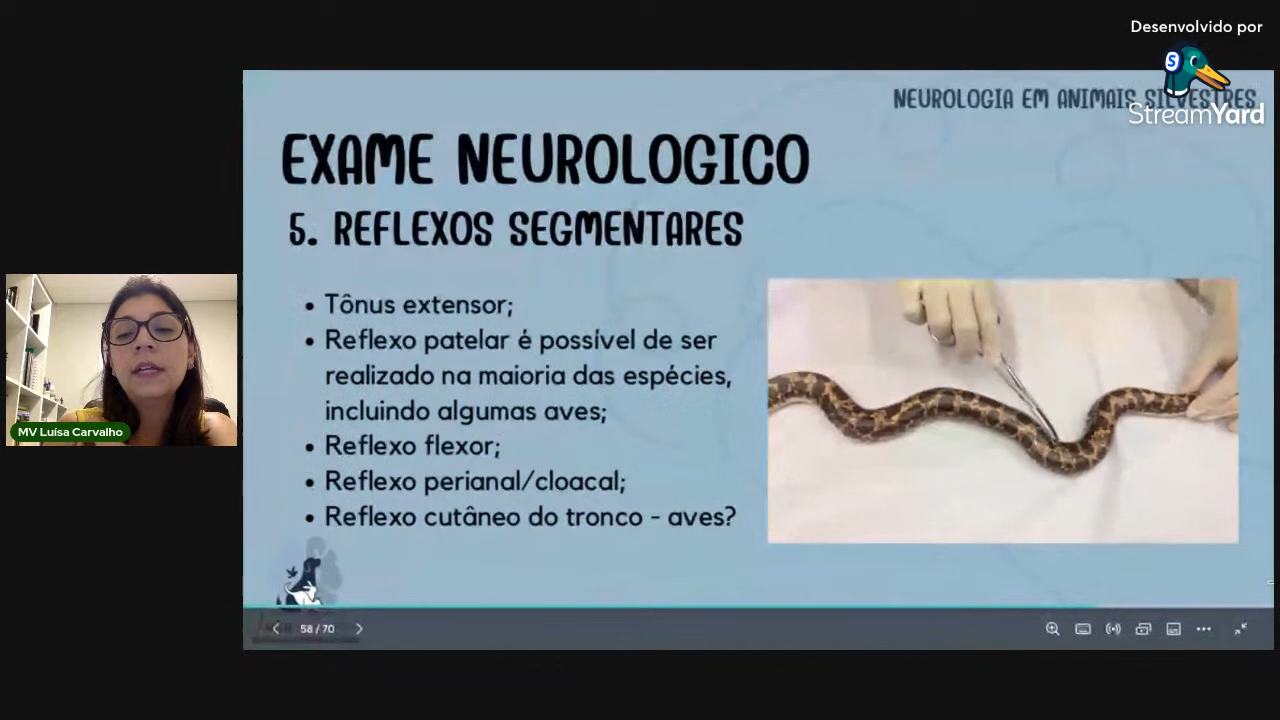 Desenvolvido por
StreamYard
NEUROLOGIA EM ANIMAIS SILVESTRES
EXAME NEUROLOGICO
5. REFLEXOS SEGMENTARES
• Tônus extensor;
• Reflexo patelar é possível de ser
realizado na maioria das espécies,
incluindo algumas aves;
• Reflexo flexor;
• Reflexo perianal/cloacal;
• Reflexo cutâneo do tronco - aves?
MV Luísa Carvalho
58 / 70